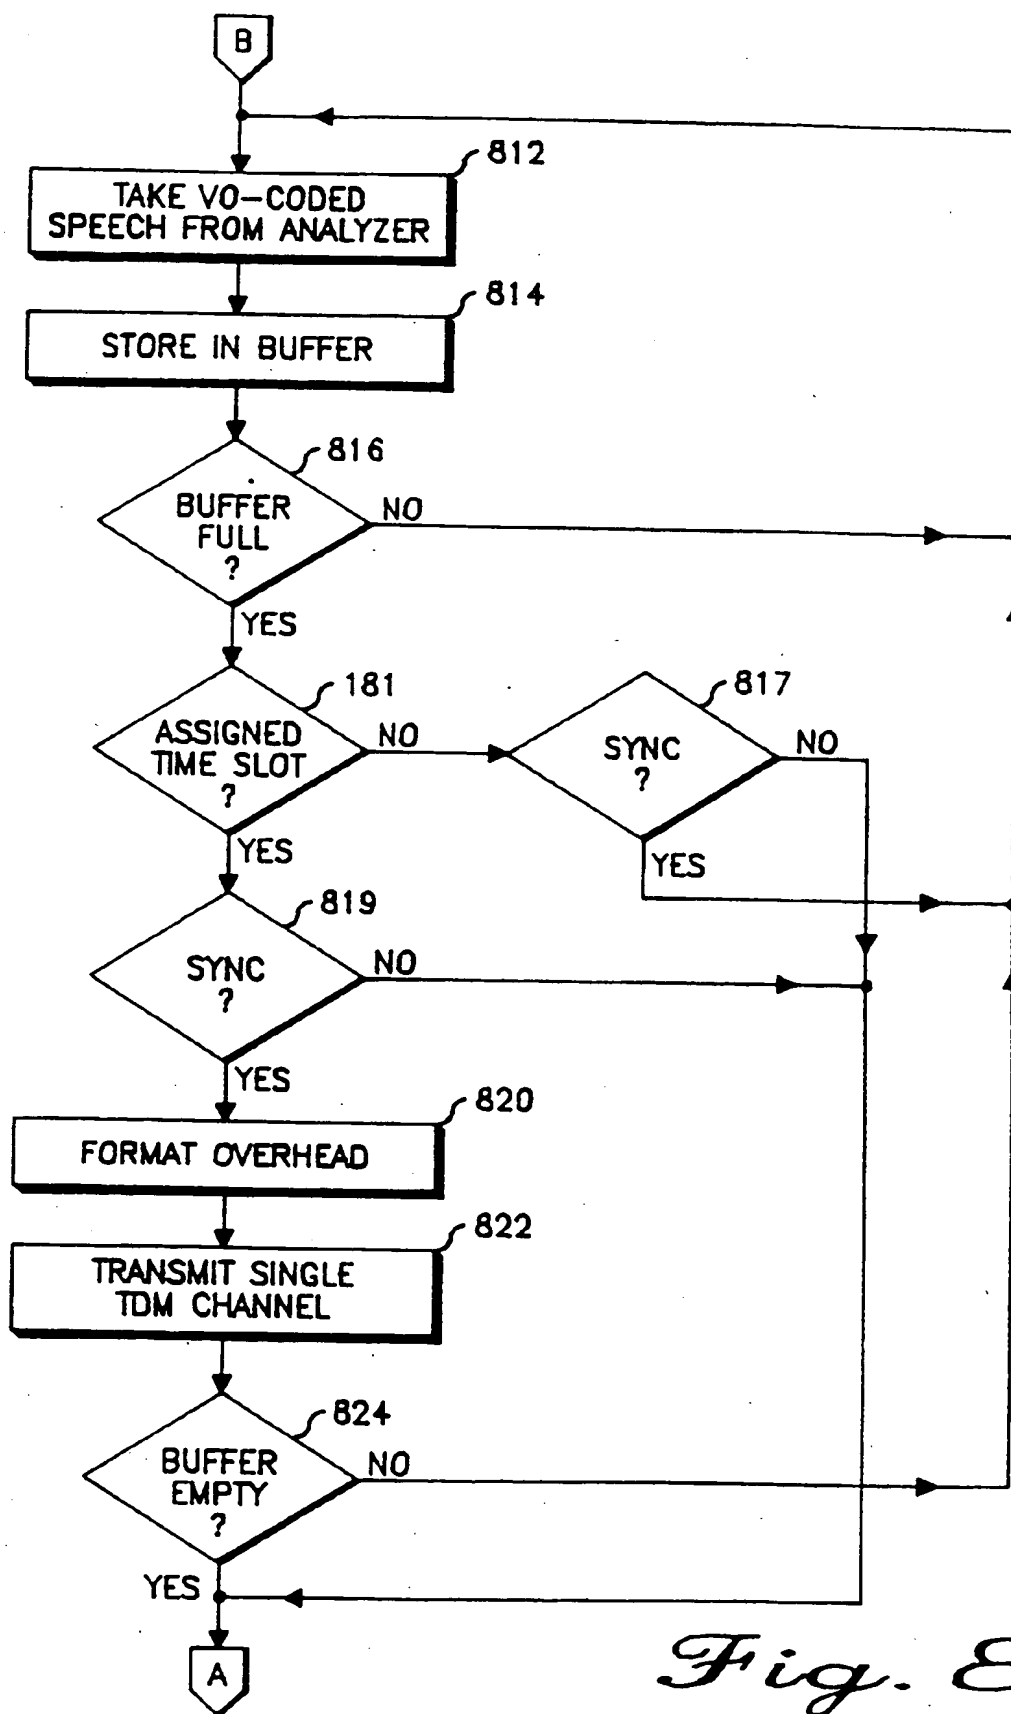 B
812
TAKE VO-CODED
SPEECH FROM ANALYZER
814
STORE IN BUFFER
816
BUFFER
FULL
?
NO
YES
181
ASSIGNED
TIME SLOT
?
NO
817
SYNC
?
NO
YES
YES
819
SYNC
?
NO
YES
820
FORMAT OVERHEAD
822
TRANSMIT SINGLE
TDM CHANNEL
824
BUFFER
EMPTY
?
NO
YES
A
Fig.